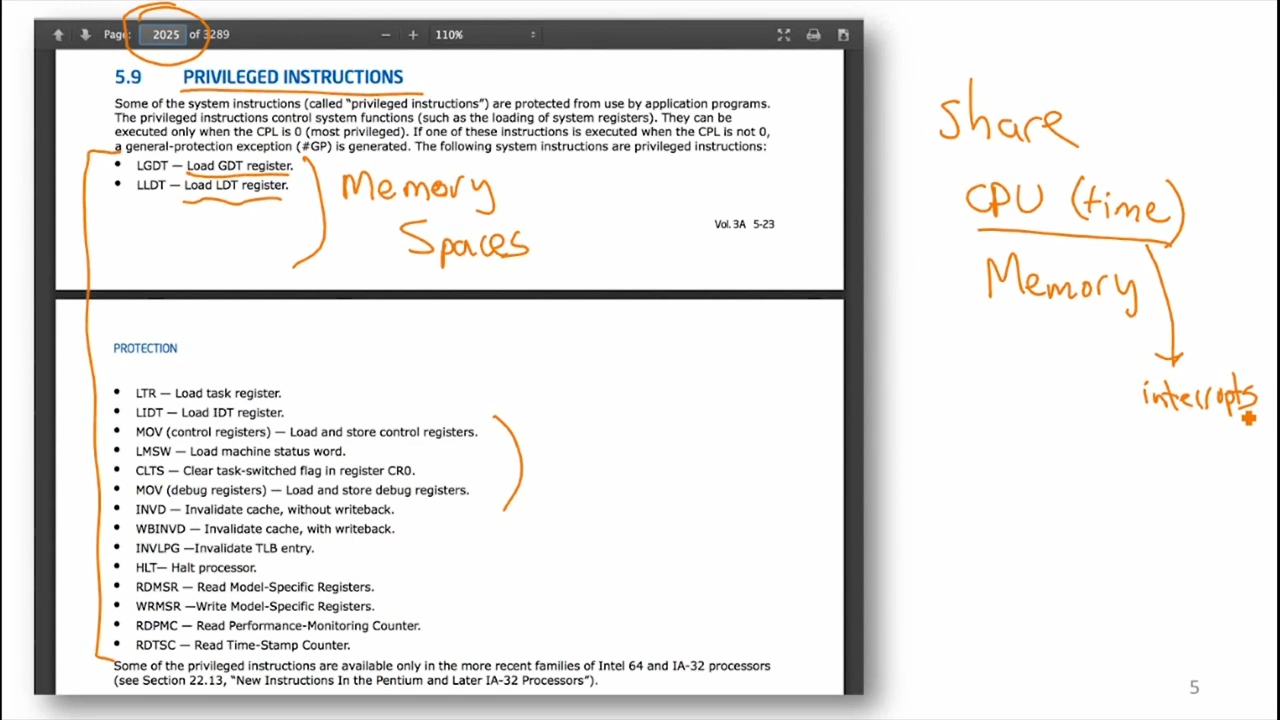 Page: 2025 of 3289
110%
5.9 PRIVILEGED INSTRUCTIONS
Some of the system instructions (called “privileged instructions”) are protected from use by application programs.
The privileged instructions control system functions (such as the loading of system registers). They can be
executed only when the CPL is 0 (most privileged). If one of these instructions is executed when the CPL is not 0,
a general-protection exception (#GP) is generated. The following system instructions are privileged instructions:
• LGDT — Load GDT register.
• LLDT — Load LDT register.
Memory
Spaces
Vol. 3A 5-23
PROTECTION
• LTR — Load task register.
• LIDT — Load IDT register.
• MOV (control registers) — Load and store control registers.
• LMSW — Load machine status word.
• CLTS — Clear task-switched flag in register CR0.
• MOV (debug registers) — Load and store debug registers.
• INVD — Invalidate cache, without writeback.
• WBINVD — Invalidate cache, with writeback.
• INVLPG —Invalidate TLB entry.
• HLT— Halt processor.
• RDMSR — Read Model-Specific Registers.
• WRMSR —Write Model-Specific Registers.
• RDPMC — Read Performance-Monitoring Counter.
• RDTSC — Read Time-Stamp Counter.
Some of the privileged instructions are available only in the more recent families of Intel 64 and IA-32 processors
(see Section 22.13, “New Instructions In the Pentium and Later IA-32 Processors”).
share
CPU (time)
Memory
interrupts
5